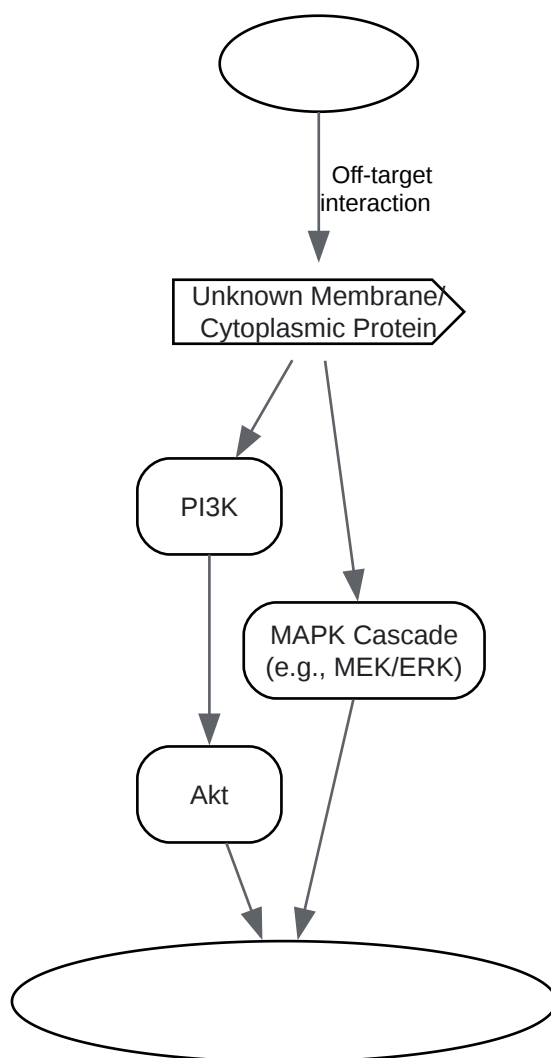 Off-target
interaction
Unknown Membrane/
Cytoplasmic Protein
PI3K
MAPK Cascade
(e.g., MEK/ERK)
Akt